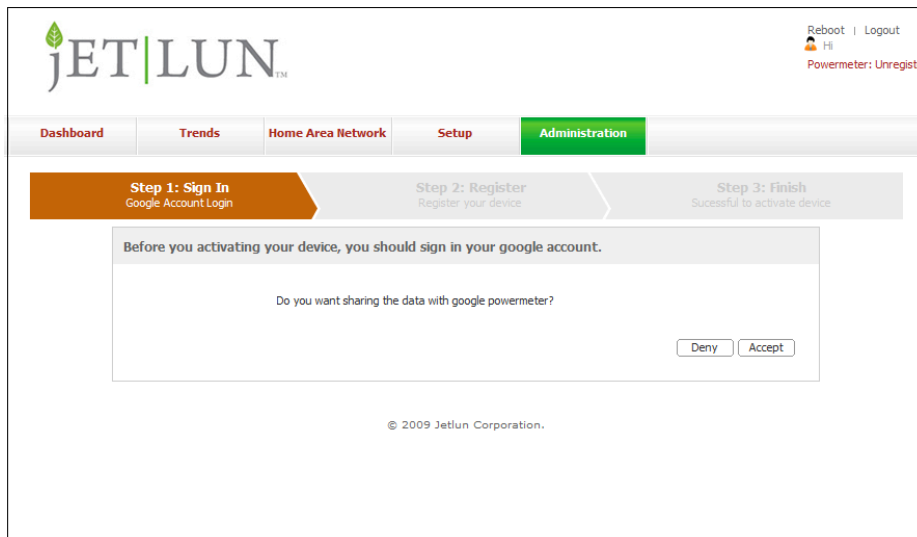 jET|LUN™
Reboot | Logout
Hi
Powermeter: Unregist
Dashboard Trends Home Area Network Setup Administration
Step 1: Sign In
Google Account Login
Step 2: Register
Register your device
Step 3: Finish
Sucessful to activate device
Before you activating your device, you should sign in your google account.
Do you want sharing the data with google powermeter?
Deny Accept
© 2009 Jetlun Corporation.